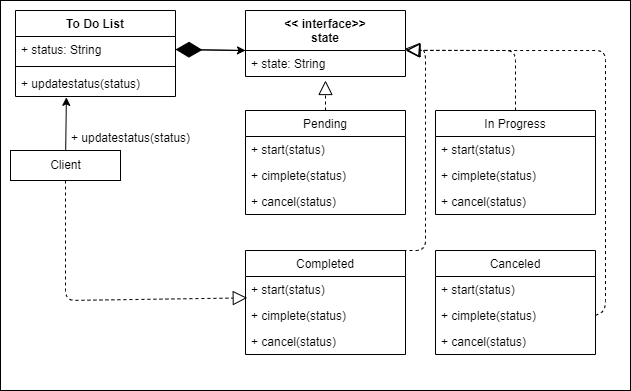 To Do List
+ status: String
+ updatestatus(status)
<< interface>>
state
+ state: String
+ updatestatus(status)
Client
Pending
+ start(status)
+ cimplete(status)
+ cancel(status)
In Progress
+ start(status)
+ cimplete(status)
+ cancel(status)
Completed
+ start(status)
+ cimplete(status)
+ cancel(status)
Canceled
+ start(status)
+ cimplete(status)
+ cancel(status)